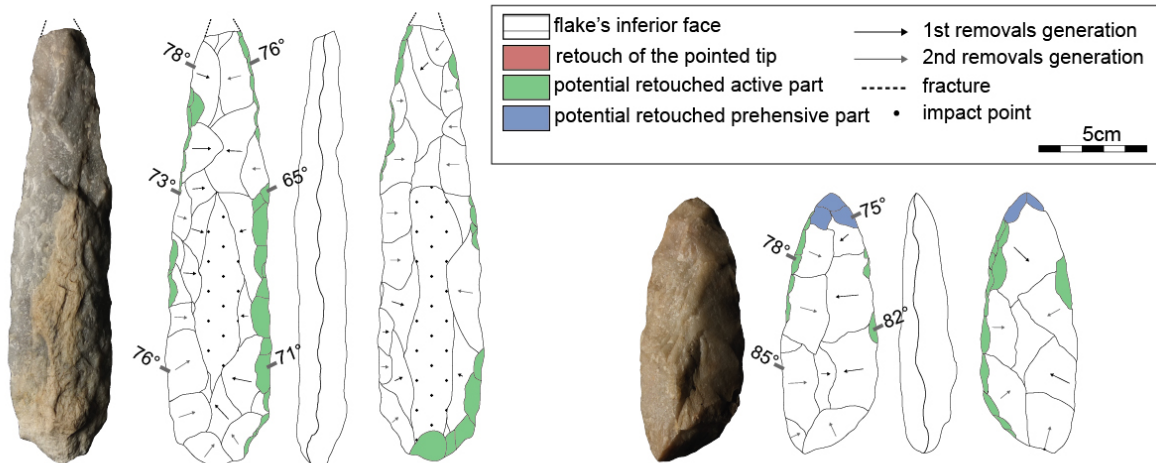 flake's inferior face
retouch of the pointed tip
potential retouched active part
potential retouched prehensive part
1st removals generation
2nd removals generation
fracture
impact point
5cm
78°
76°
73°
65°
76°
71°
75°
78°
82°
85°